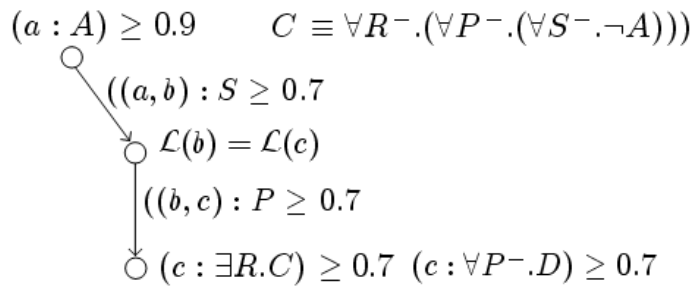 (a : A) ≥ 0.9 C ≡ ∀R⁻.(∀P⁻.(∀S⁻.¬A)))
((a, b) : S ≥ 0.7
ℒ(b) = ℒ(c)
((b, c) : P ≥ 0.7
(c : ∃R.C) ≥ 0.7 (c : ∀P⁻.D) ≥ 0.7